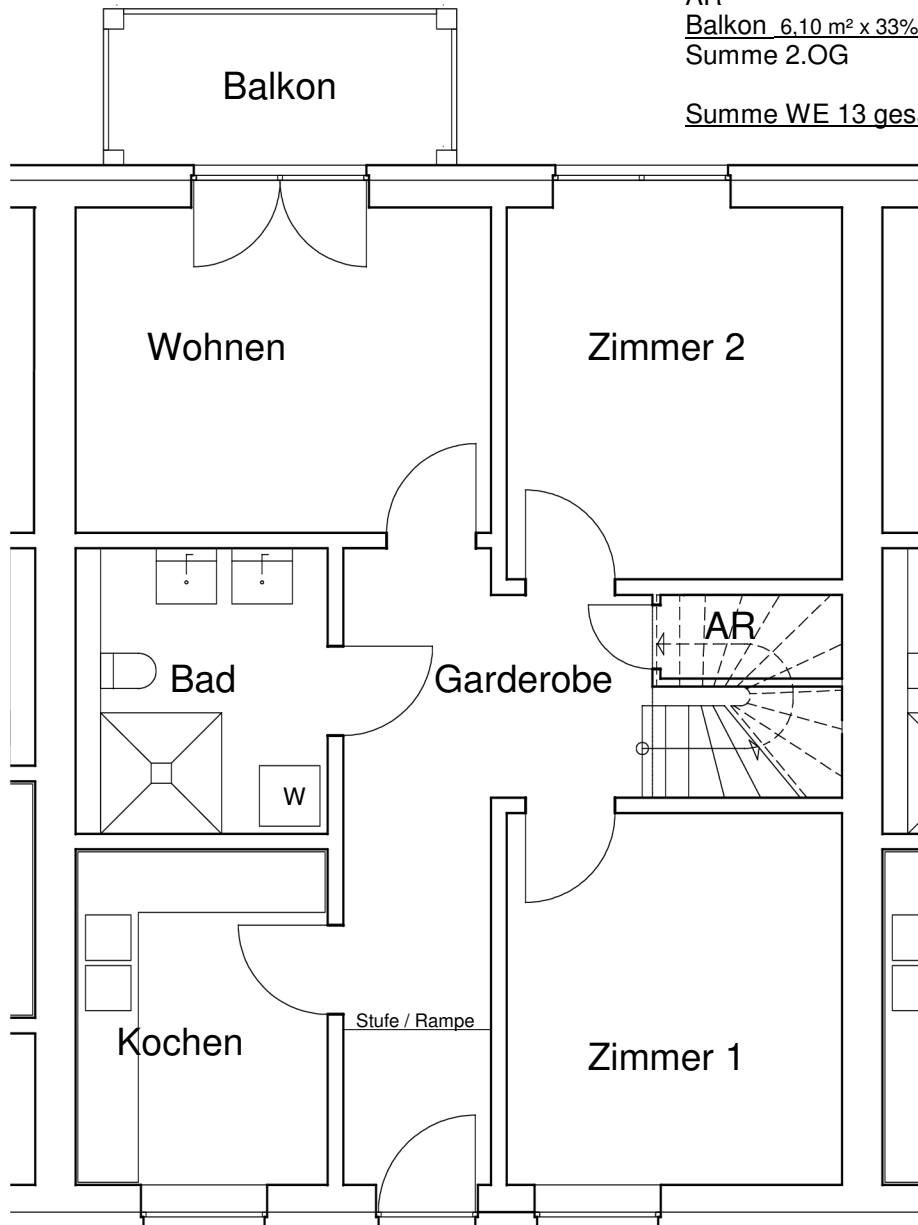 AR
Balkon 6,10 m² x 33%
Summe 2.OG
Summe WE 13
Balkon
Wohnen
Zimmer 2
AR
Bad
Garderobe
W
Stufe / Rampe
Kochen
Zimmer 1